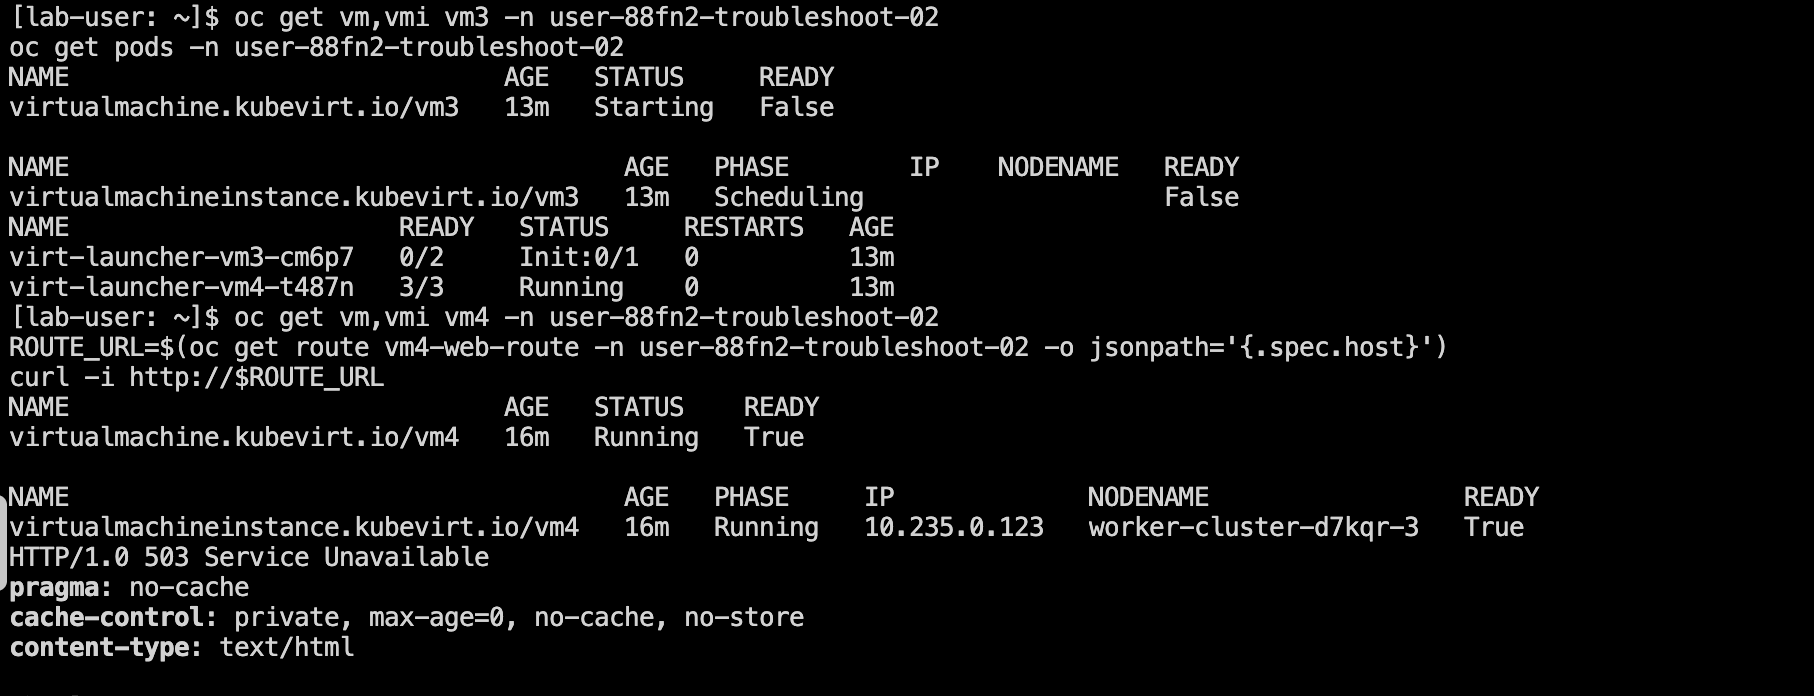 [lab-user: ~]$ oc get vm,vmi vm3 -n user-88fn2-troubleshoot-02
oc get pods -n user-88fn2-troubleshoot-02
NAME AGE STATUS READY
virtualmachine.kubevirt.io/vm3 13m Starting False
NAME AGE PHASE IP NODENAME READY
virtualmachineinstance.kubevirt.io/vm3 13m Scheduling False
NAME READY STATUS RESTARTS AGE
virt-launcher-vm3-cm6p7 0/2 Init:0/1 0 13m
virt-launcher-vm4-t487n 3/3 Running 0 13m
[lab-user: ~]$ oc get vm,vmi vm4 -n user-88fn2-troubleshoot-02
ROUTE_URL=$(oc get route vm4-web-route -n user-88fn2-troubleshoot-02 -o jsonpath='{.spec.host}')
curl -i http://$ROUTE_URL
NAME AGE STATUS READY
virtualmachine.kubevirt.io/vm4 16m Running True
NAME AGE PHASE IP NODENAME READY
virtualmachineinstance.kubevirt.io/vm4 16m Running 10.235.0.123 worker-cluster-d7kqr-3 True
HTTP/1.0 503 Service Unavailable
pragma: no-cache
cache-control: private, max-age=0, no-cache, no-store
content-type: text/html